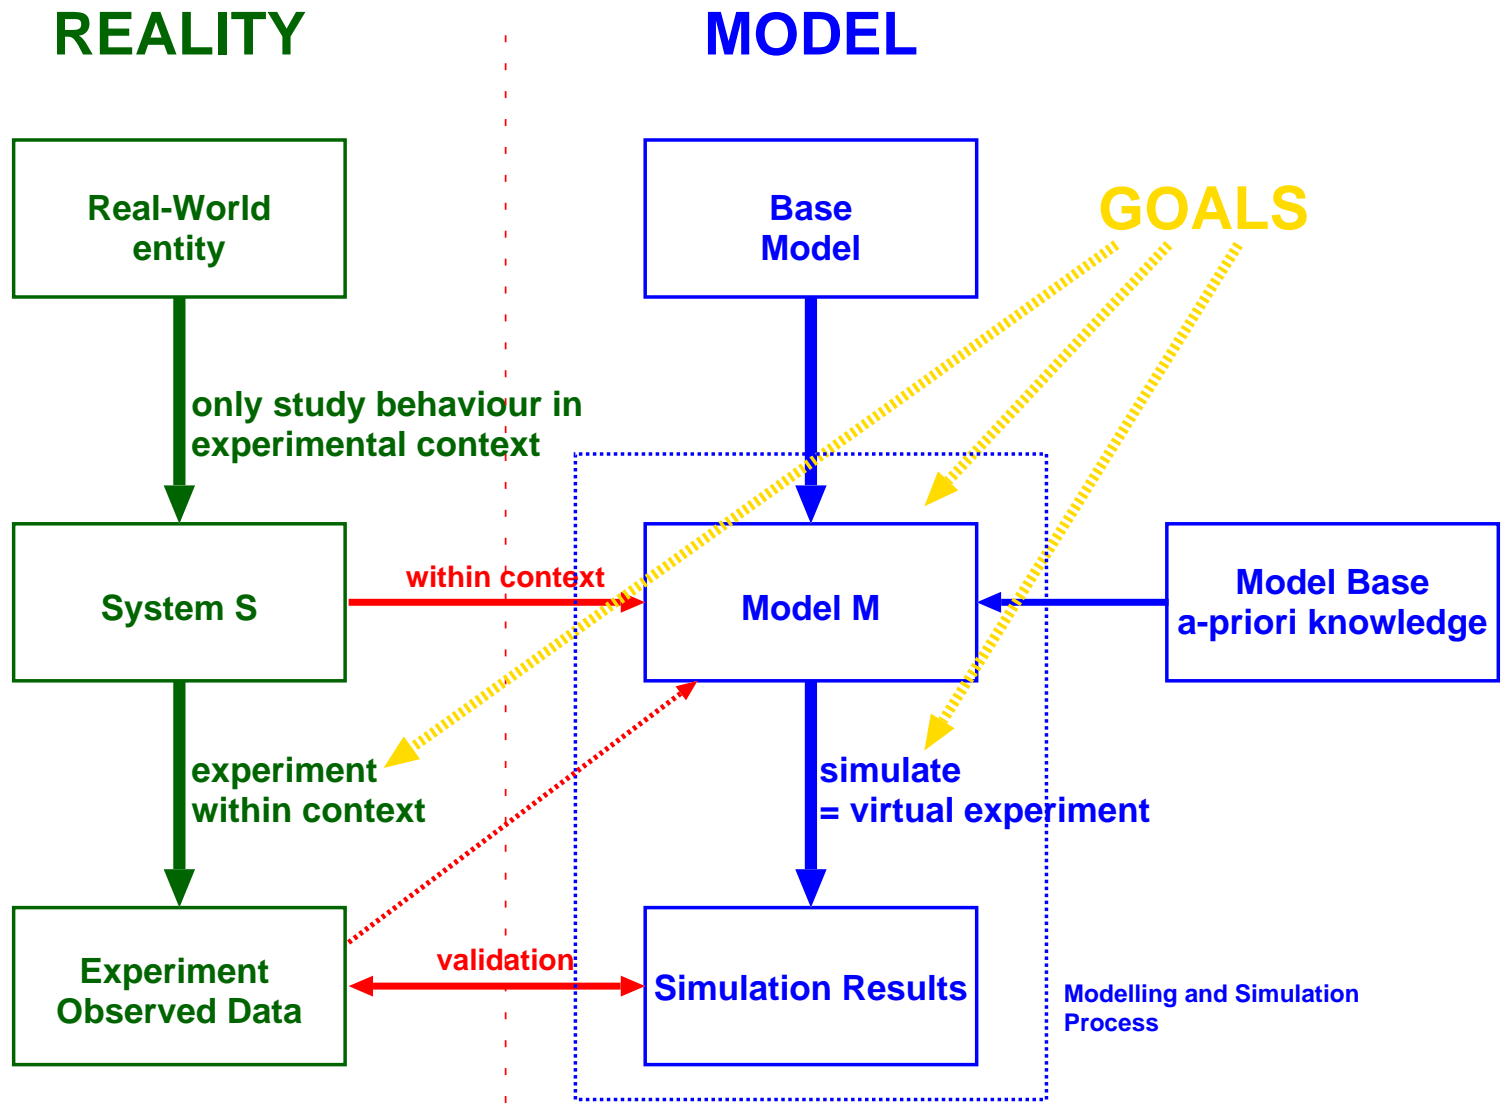 REALITY
MODEL
Real-World
entity
Base
Model
GOALS
only study behaviour in
experimental context
within context
System S
Model M
Model Base
a-priori knowledge
experiment
within context
simulate
= virtual experiment
validation
Experiment
Observed Data
Simulation Results
Modelling and Simulation
Process